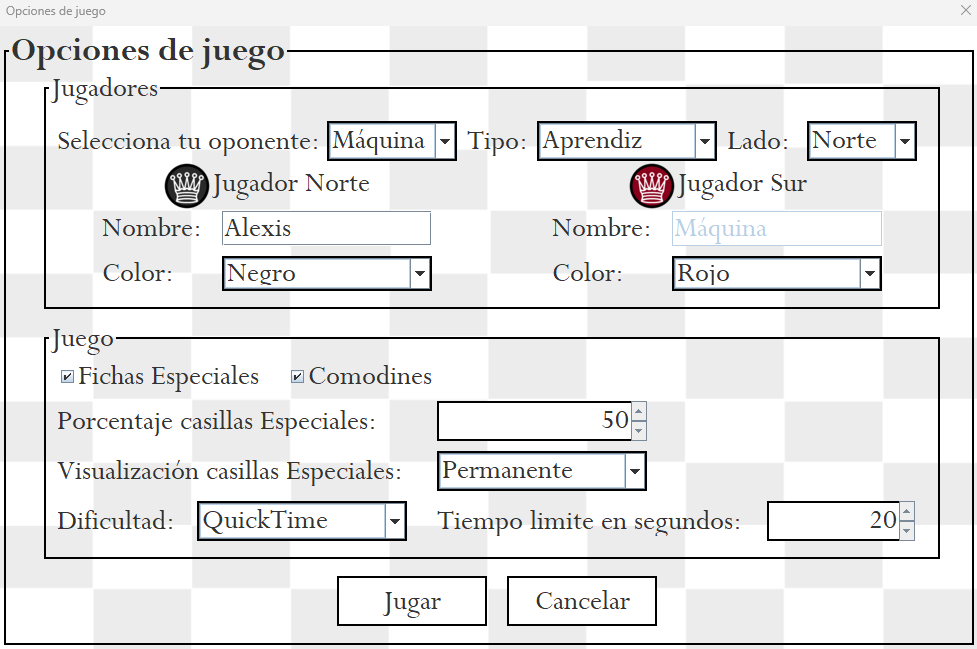 Opciones de juego
Opciones de juego
Jugadores
Selecciona tu oponente: Máquina Tipo: Aprendiz Lado: Norte
Jugador Norte Jugador Sur
Nombre: Alexis Nombre: Máquina
Color: Negro Color: Rojo
Juego
Fichas Especiales Comodines
Porcentaje casillas Especiales: 50
Visualización casillas Especiales: Permanente
Dificultad: QuickTime Tiempo limite en segundos: 20
Jugar Cancelar